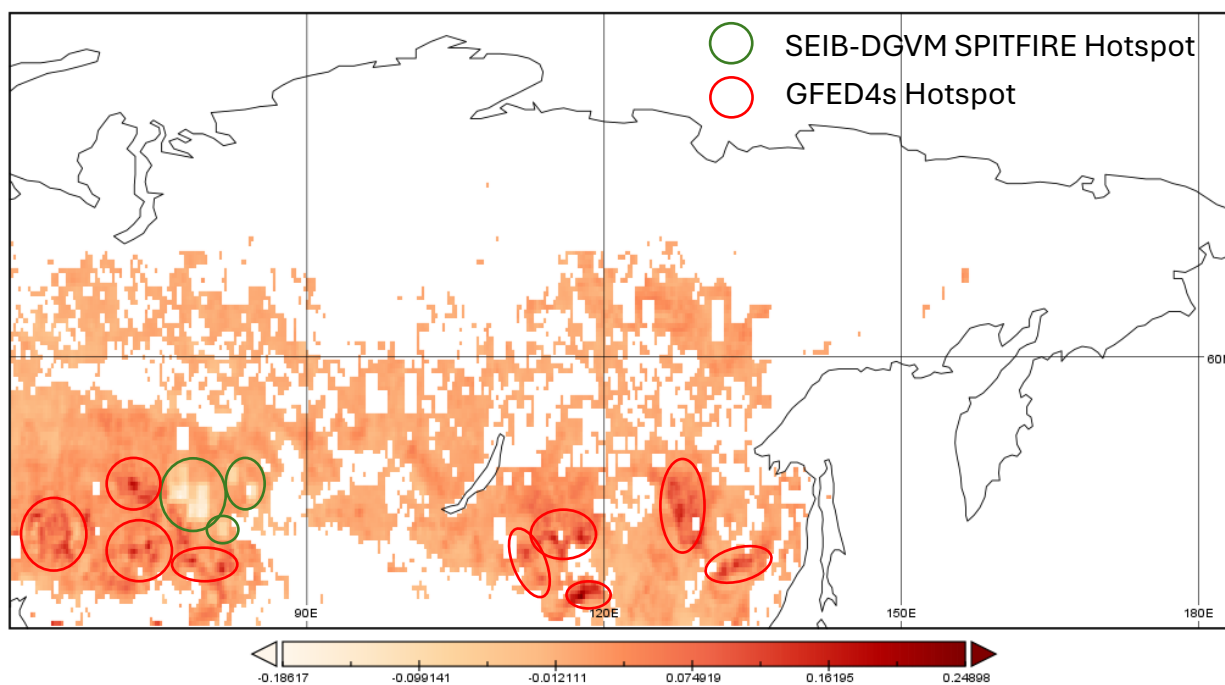 SEIB-DGVM SPITFIRE Hotspot
GFED4s Hotspot
60N
90E
120E
150E
180E
-0.18617
-0.099141
-0.012111
0.074919
0.16195
0.24898